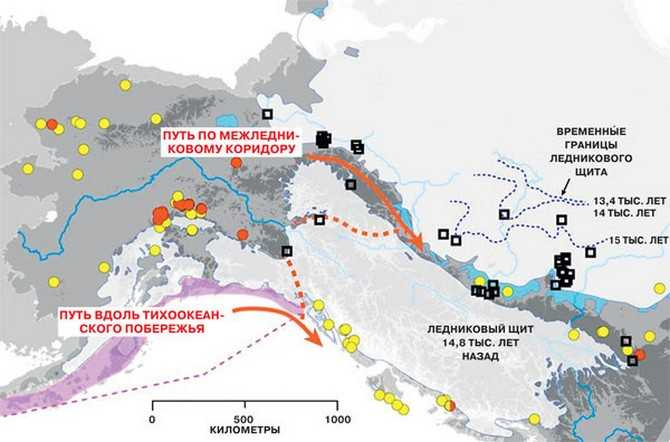 ПУТЬ ПО МЕЖЛЕДНИ-
КОВОМУ КОРИДОРУ
ВРЕМЕННЫ́Е
ГРАНИЦЫ
ЛЕДНИКОВОГО
ЩИТА
13,4 ТЫС. ЛЕТ
14 ТЫС. ЛЕТ
15 ТЫС. ЛЕТ
ПУТЬ ВДОЛЬ ТИХООКЕАН-
СКОГО ПОБЕРЕЖЬЯ
ЛЕДНИКОВЫЙ ЩИТ
14,8 ТЫС. ЛЕТ
НАЗАД
0 500 1000
КИЛОМЕТРЫ